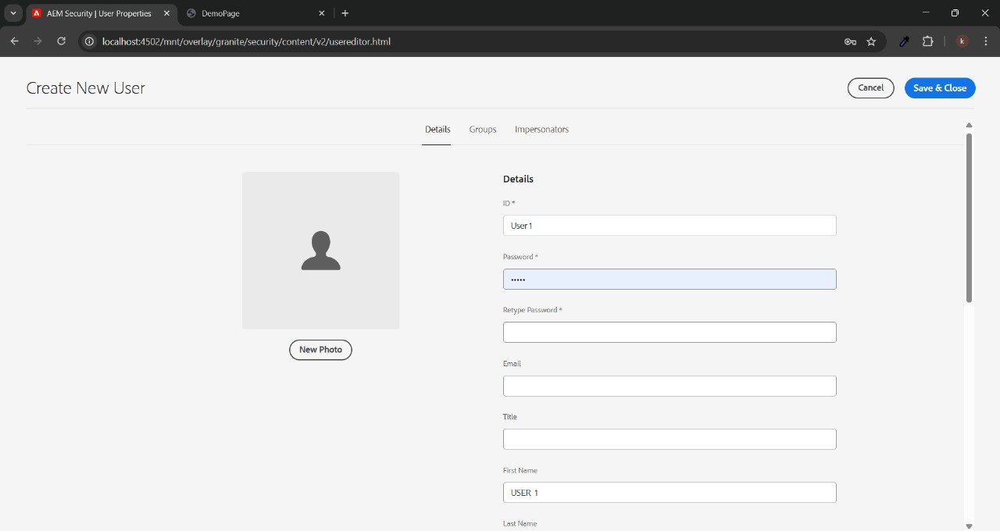 AEM Security | User Properties
DemoPage
localhost:4502/mnt/overlay/granite/security/content/v2/usereditor.html
k
Create New User
Cancel
Save & Close
Details
Groups
Impersonators
Details
ID *
User1
Password *
•••••
Retype Password *
New Photo
Email
Title
First Name
USER 1
Last Name